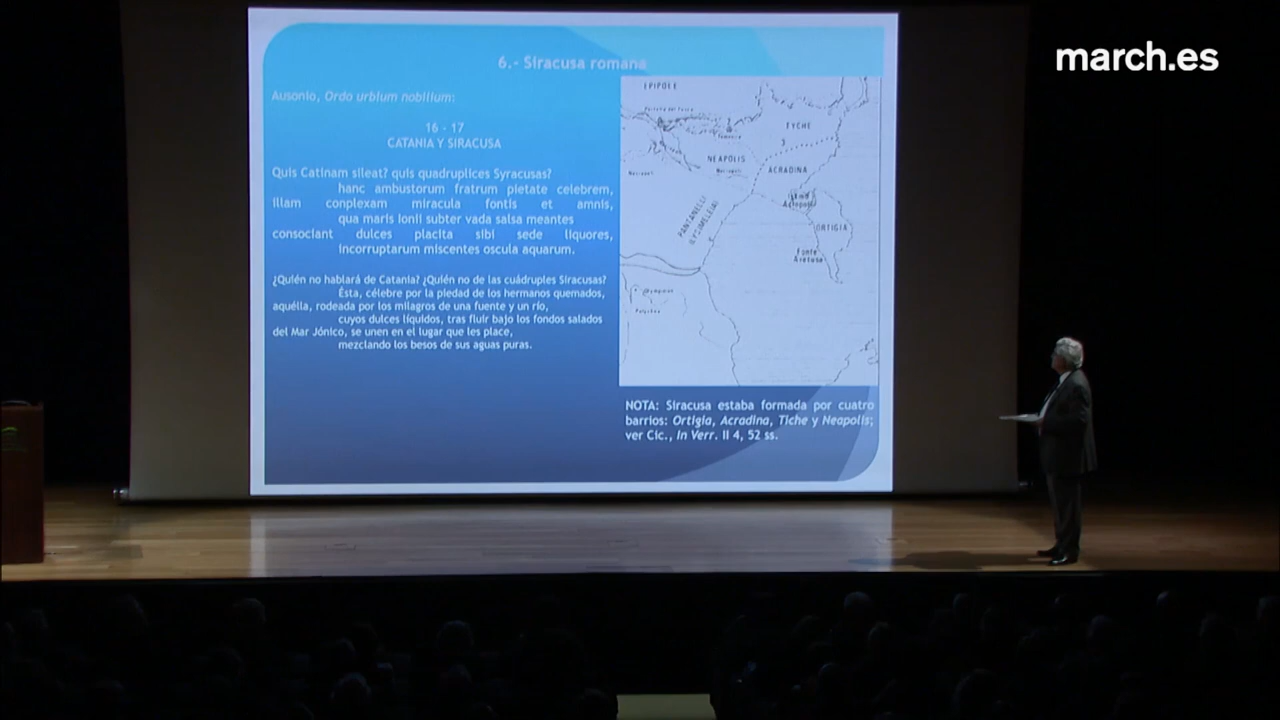 march.es
6.- Siracusa romana
Ausonio, Ordo urbium nobilium:
16 - 17
CATANIA Y SIRACUSA
Quis Catinam sileat? quis quadruplices Syracusas?
hanc ambustorum fratrum pietate celebrem,
illam conplexam miracula fontis et amnis,
qua maris Ionii subter vada salsa meantes
consociant dulces placita sibi sede liquores,
incorruptarum miscentes oscula aquarum.
¿Quién no hablará de Catania? ¿Quién no de las cuádruples Siracusas?
Ésta, célebre por la piedad de los hermanos quemados,
aquélla, rodeada por los milagros de una fuente y un río,
cuyos dulces líquidos, tras fluir bajo los fondos salados
del Mar Jónico, se unen en el lugar que les place,
mezclando los besos de sus aguas puras.
EPIPOLE
TYCHE
3
NEAPOLIS
ACRADINA
PANTANELLI
(LYSIMELEIA)
Acropoli
ORTIGIA
Fonte
Aretusa
NOTA: Siracusa estaba formada por cuatro
barrios: Ortigia, Acradina, Tiche y Neapolis;
ver Cic., In Verr. II 4, 52 ss.